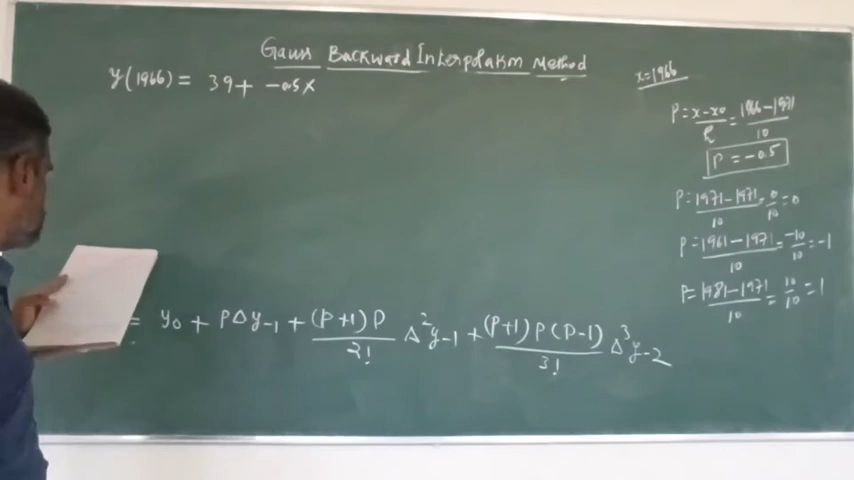 Gauss Backward Interpolation Method
y(1966) = 39 + -0.5x
x=1966
P = x-x0/h = 1966-1971/10
P = -0.5
P = 1971-1971/10 = 0/10 = 0
P = 1961-1971/10 = -10/10 = -1
P = 1981-1971/10 = 10/10 = 1
= y₀ + PΔy₋₁ + (P+1)P/2! Δ²y₋₁ + (P+1)P(P-1)/3! Δ³y₋₂